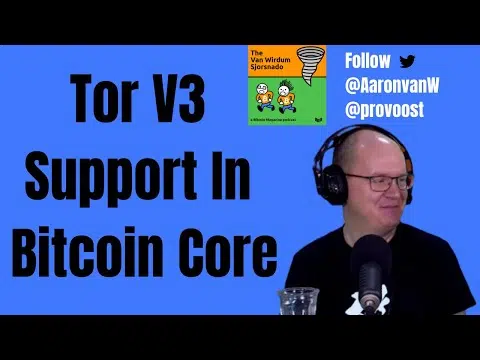 Tor V3
Support In
Bitcoin Core
The
Van Wirdum
Sjorsnado
Follow
@AaronvanW
@provoost